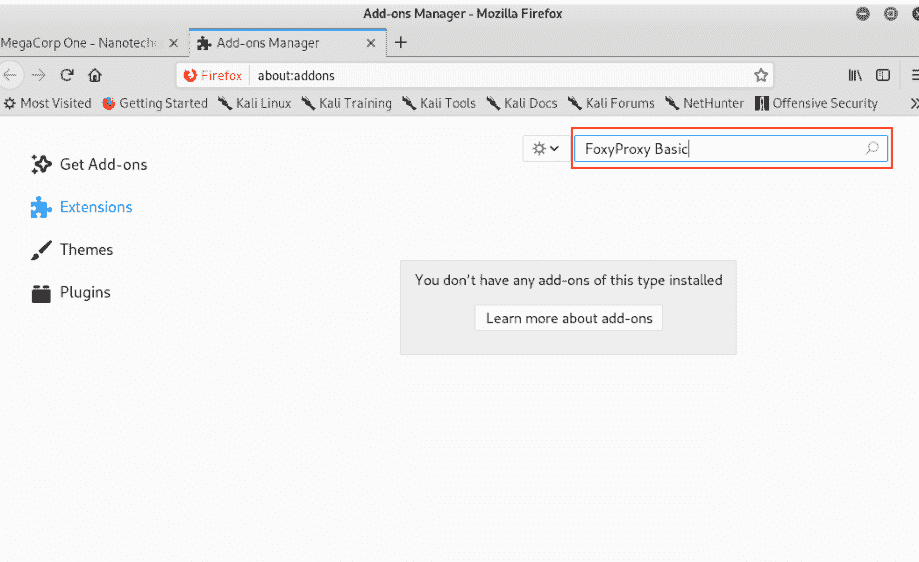 Add-ons Manager - Mozilla Firefox
MegaCorp One - Nanotech
Add-ons Manager
Firefox about:addons
Most Visited Getting Started Kali Linux Kali Training Kali Tools Kali Docs Kali Forums NetHunter Offensive Security
FoxyProxy Basic
Get Add-ons
Extensions
Themes
Plugins
You don't have any add-ons of this type installed
Learn more about add-ons